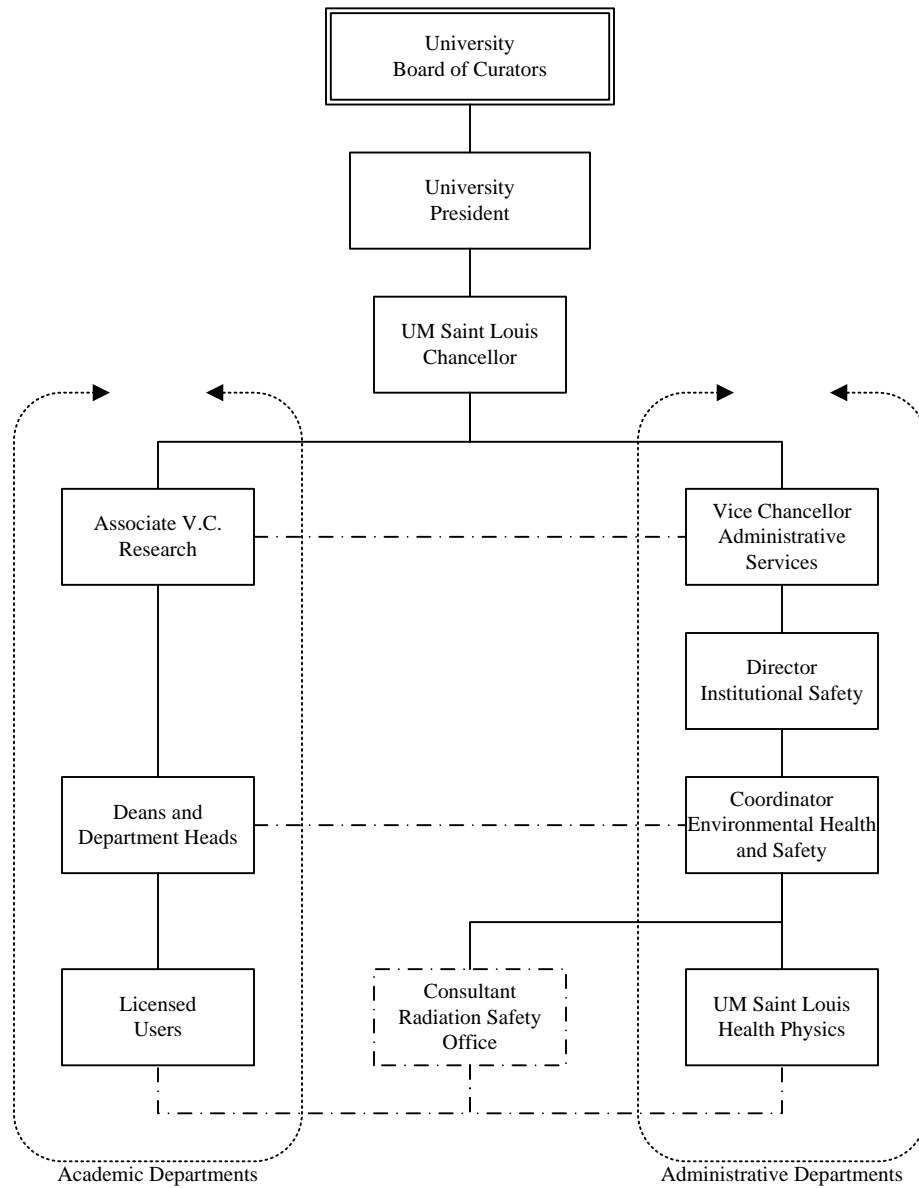 University
Board of Curators
University
President
UM Saint Louis
Chancellor
Associate V.C.
Research
Vice Chancellor
Administrative
Services
Director
Institutional Safety
Deans and
Department Heads
Coordinator
Environmental Health
and Safety
Licensed
Users
Consultant
Radiation Safety
Office
UM Saint Louis
Health Physics
Academic Departments
Administrative Departments